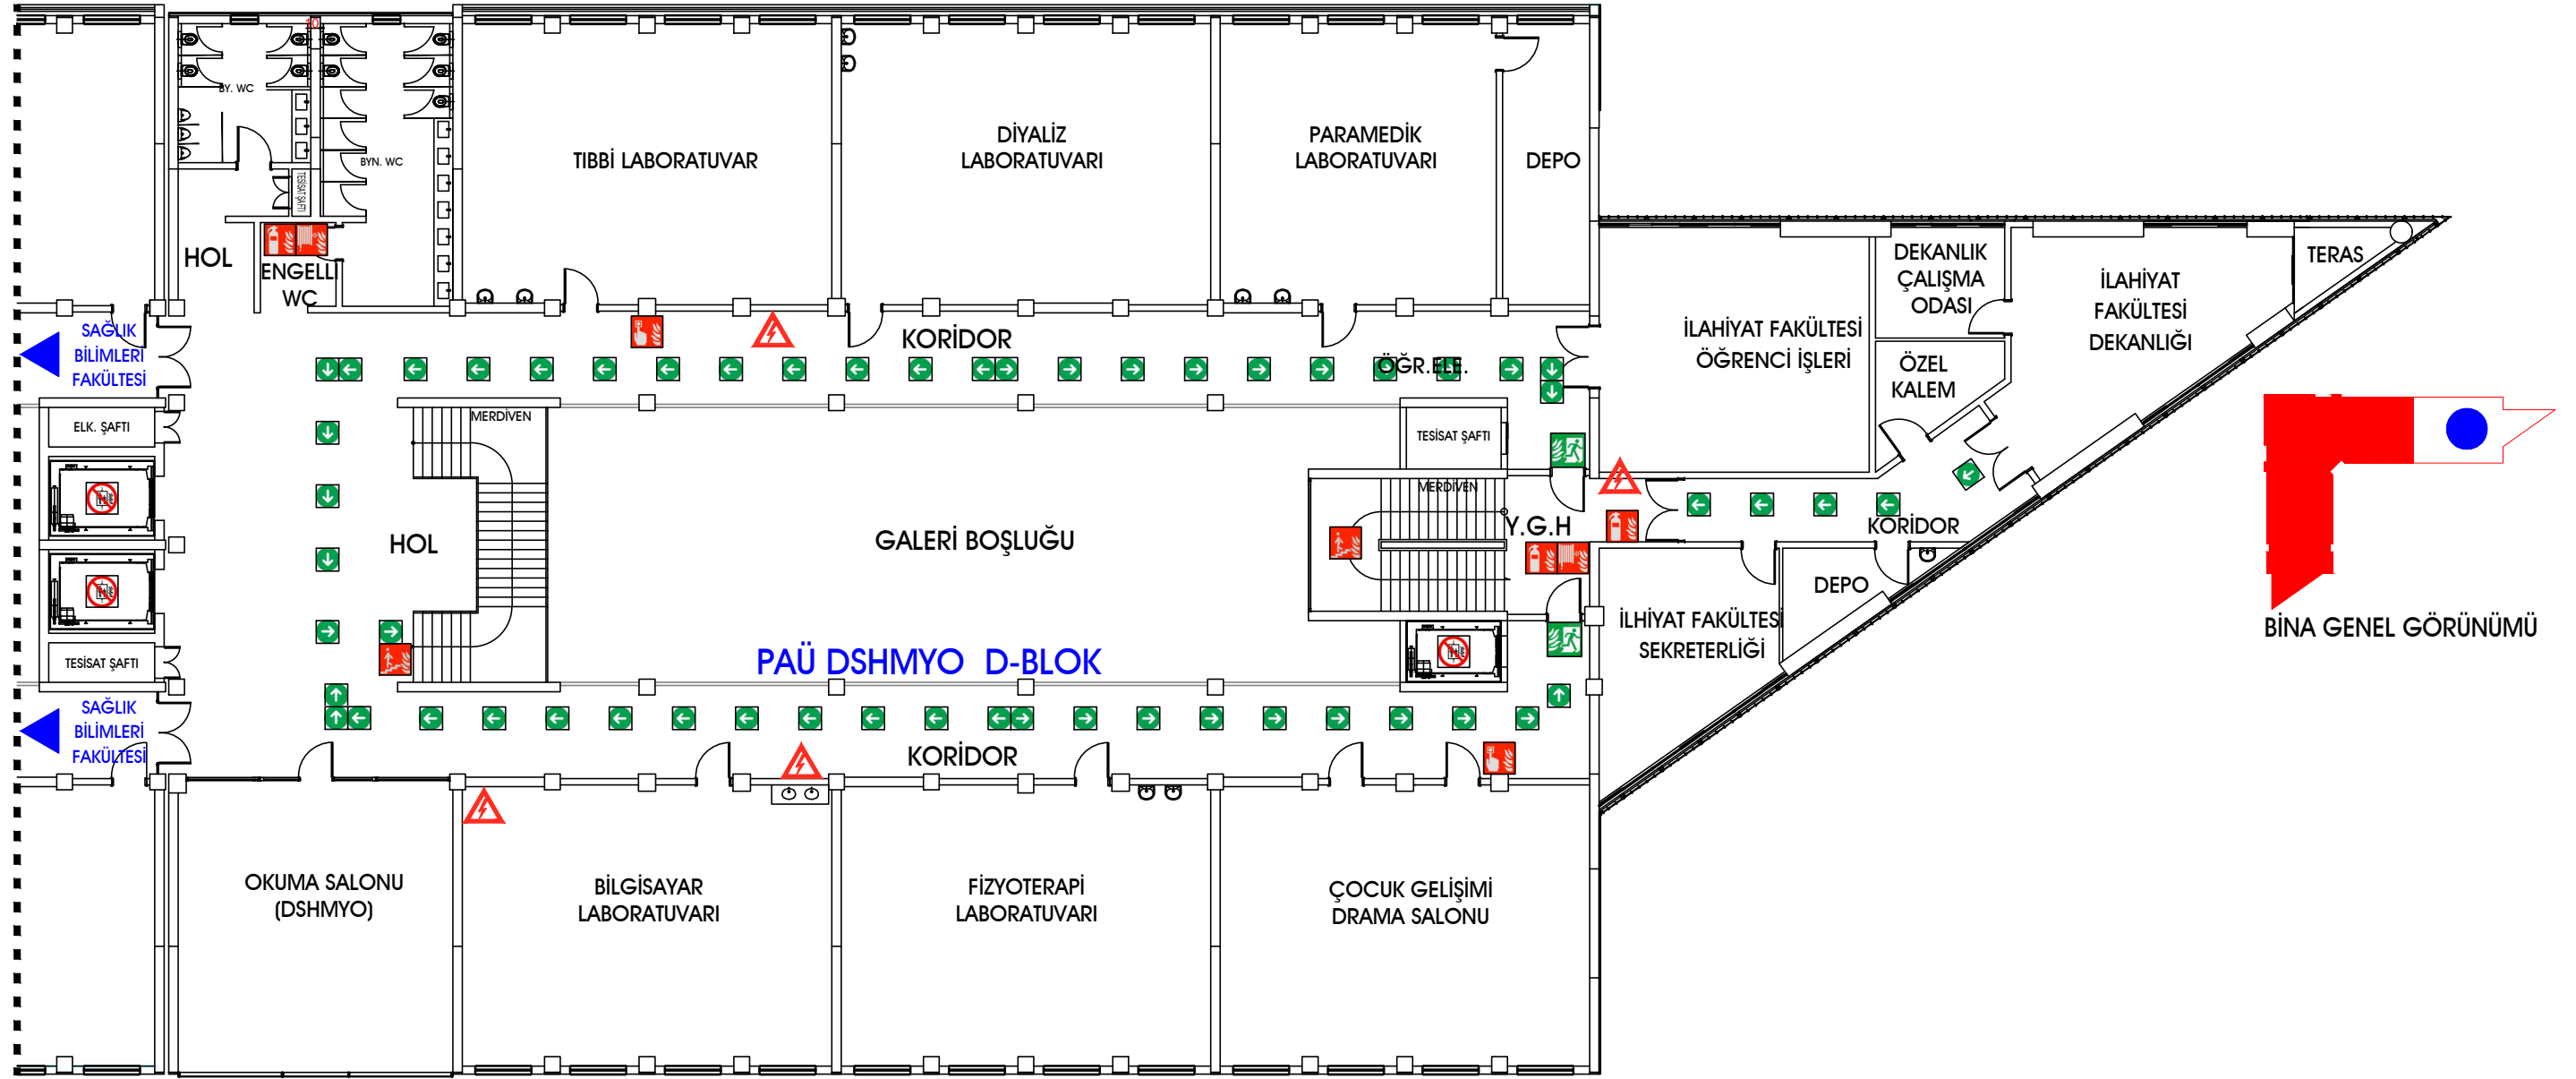 10
BY. WC
BYN. WC
TESİSAT ŞAFTI
TIBBİ LABORATUVAR
DİYALİZ
LABORATUVARI
PARAMEDİK
LABORATUVARI
DEPO
HOL
ENGELLİ
WC
DEKANLIK
ÇALIŞMA
ODASI
İLAHİYAT
FAKÜLTESİ
DEKANLIĞI
TERAS
SAĞLIK
BİLİMLERİ
FAKÜLTESİ
KORİDOR
ÖĞR.ELE.
İLAHİYAT FAKÜLTESİ
ÖĞRENCİ İŞLERİ
ÖZEL
KALEM
ELK. ŞAFTI
MERDİVEN
TESİSAT ŞAFTI
MERDİVEN
HOL
GALERİ BOŞLUĞU
Y.G.H
KORİDOR
DEPO
İLHİYAT FAKÜLTESİ
SEKRETERLİĞİ
BİNA GENEL GÖRÜNÜMÜ
TESİSAT ŞAFTI
PAÜ DSHMYO D-BLOK
SAĞLIK
BİLİMLERİ
FAKÜLTESİ
KORİDOR
OKUMA SALONU
(DSHMYO)
BİLGİSAYAR
LABORATUVARI
FİZYOTERAPİ
LABORATUVARI
ÇOCUK GELİŞİMİ
DRAMA SALONU